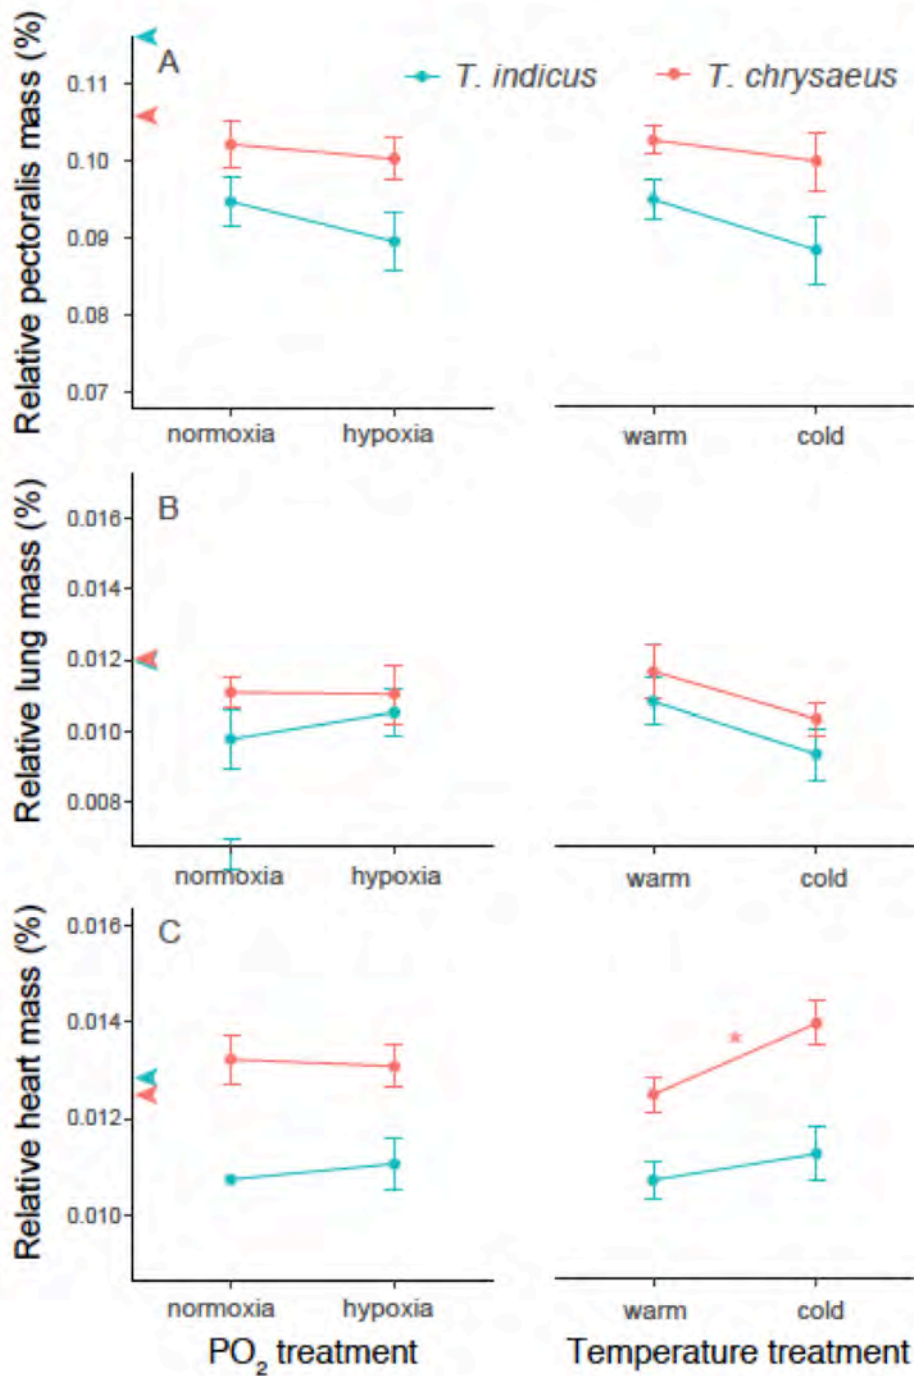 Relative pectoralis mass (%)
A
T. indicus
T. chrysaeus
0.11
0.10
0.09
0.08
0.07
normoxia
hypoxia
warm
cold
Relative lung mass (%)
B
0.016
0.014
0.012
0.010
0.008
normoxia
hypoxia
warm
cold
Relative heart mass (%)
C
0.016
0.014
*
0.012
0.010
normoxia
hypoxia
warm
cold
PO₂ treatment
Temperature treatment